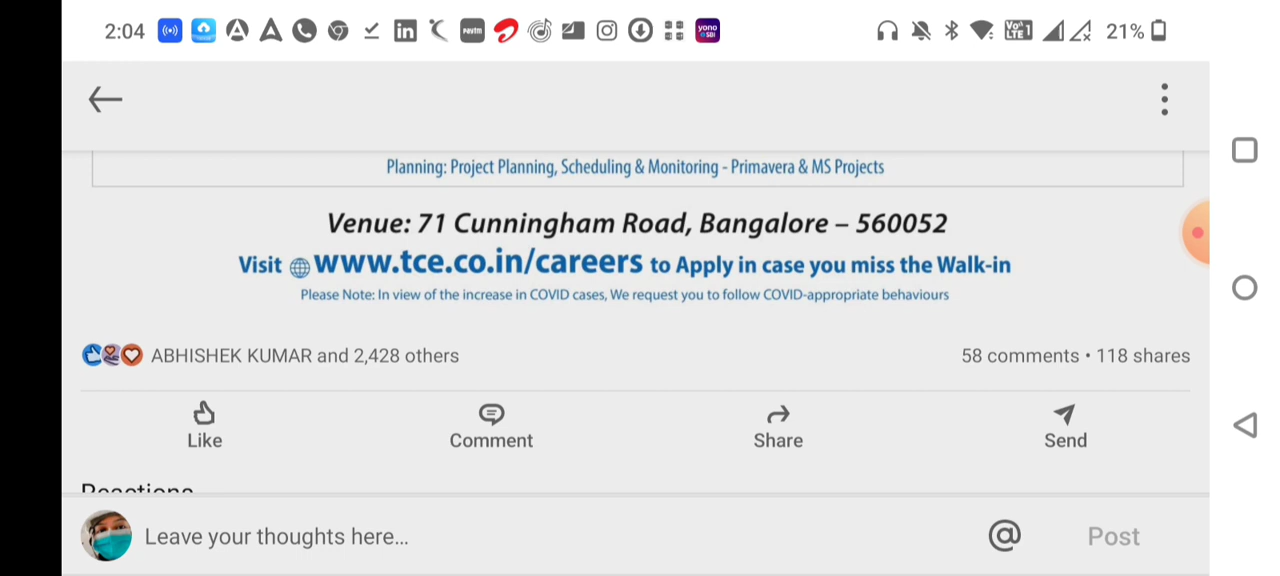 2:04
21%
Planning: Project Planning, Scheduling & Monitoring - Primavera & MS Projects
Venue: 71 Cunningham Road, Bangalore – 560052
Visit www.tce.co.in/careers to Apply in case you miss the Walk-in
Please Note: In view of the increase in COVID cases, We request you to follow COVID-appropriate behaviours
ABHISHEK KUMAR and 2,428 others
58 comments • 118 shares
Like
Comment
Share
Send
Reactions
Leave your thoughts here...
@
Post